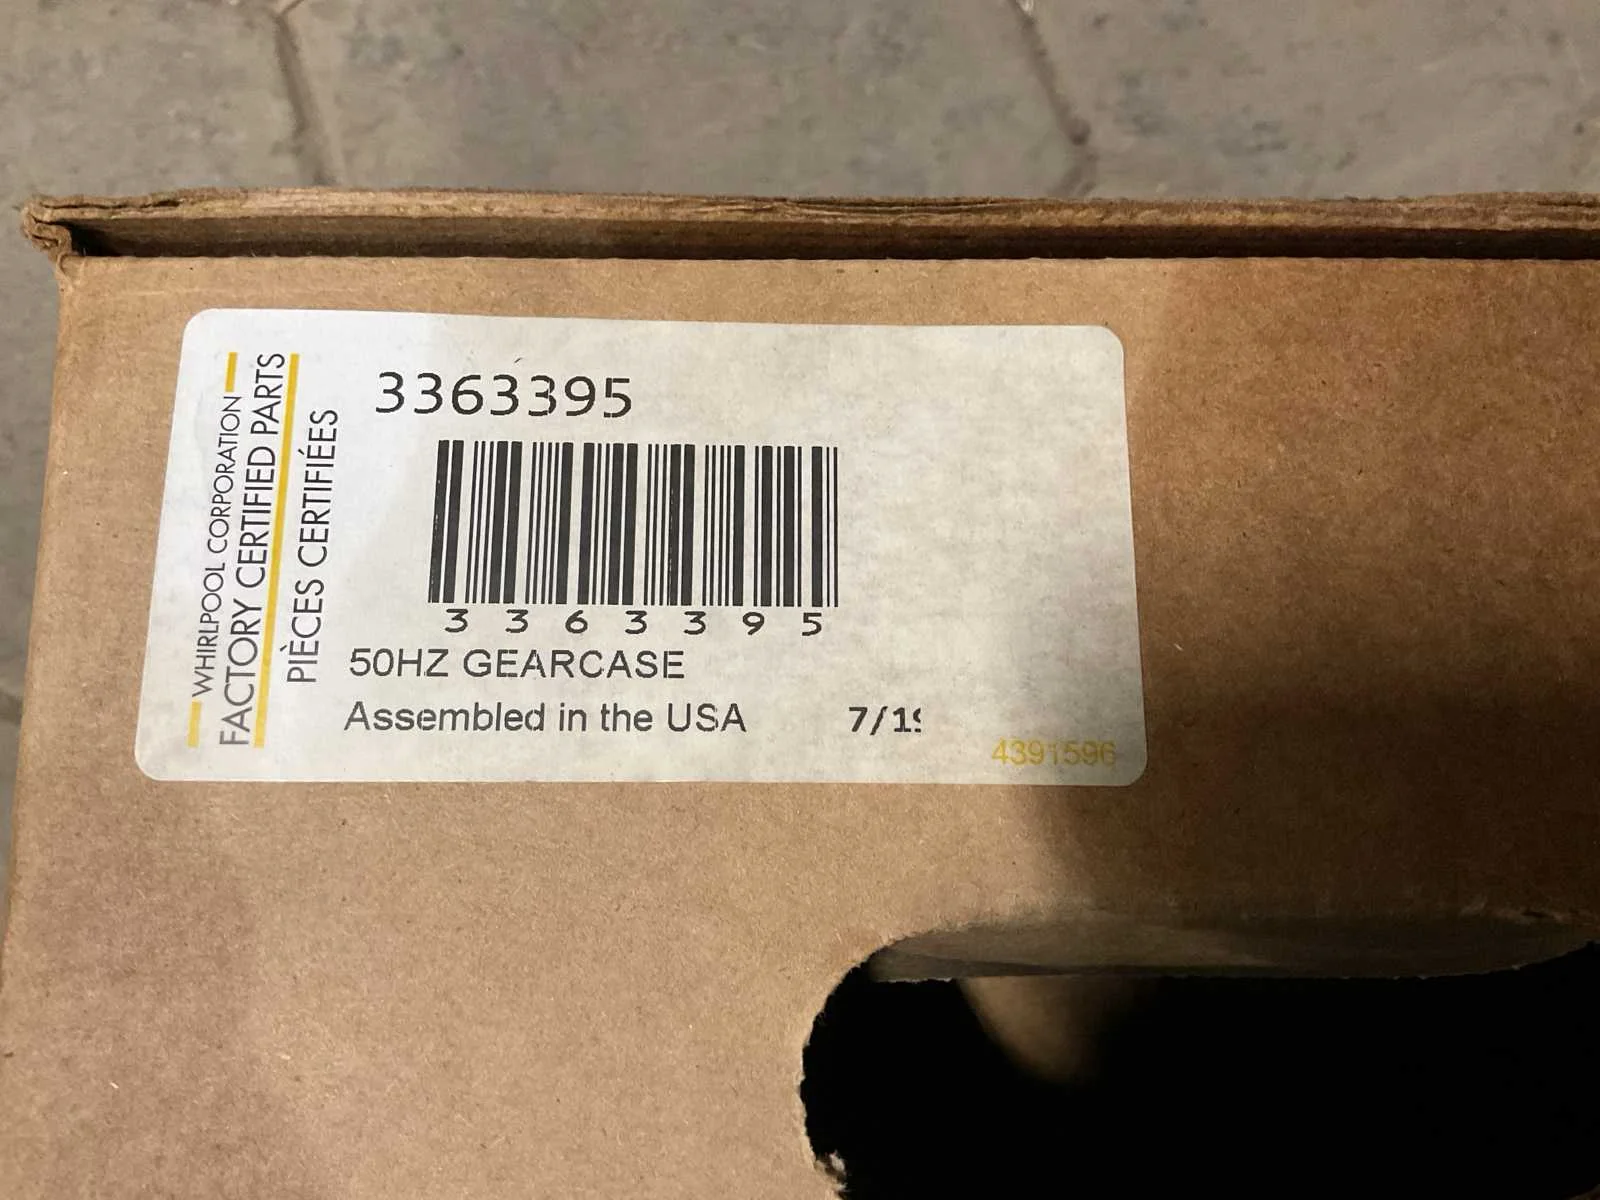 WHIRLPOOL CORPORATION
FACTORY CERTIFIED PARTS
PIÈCES CERTIFIÉES
3363395
3 3 6 3 3 9 5
50HZ GEARCASE
Assembled in the USA
4391596